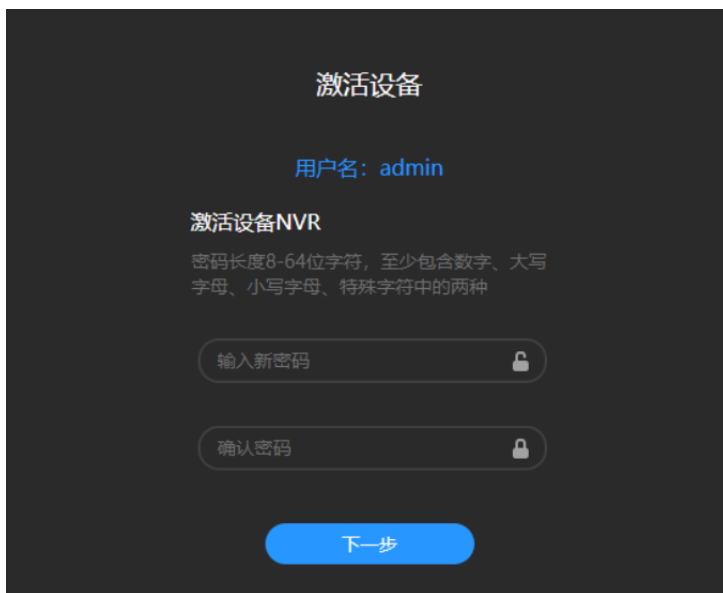 激活设备
用户名：admin
激活设备NVR
密码长度8-64位字符，至少包含数字、大写
字母、小写字母、特殊字符中的两种
输入新密码
确认密码
下一步